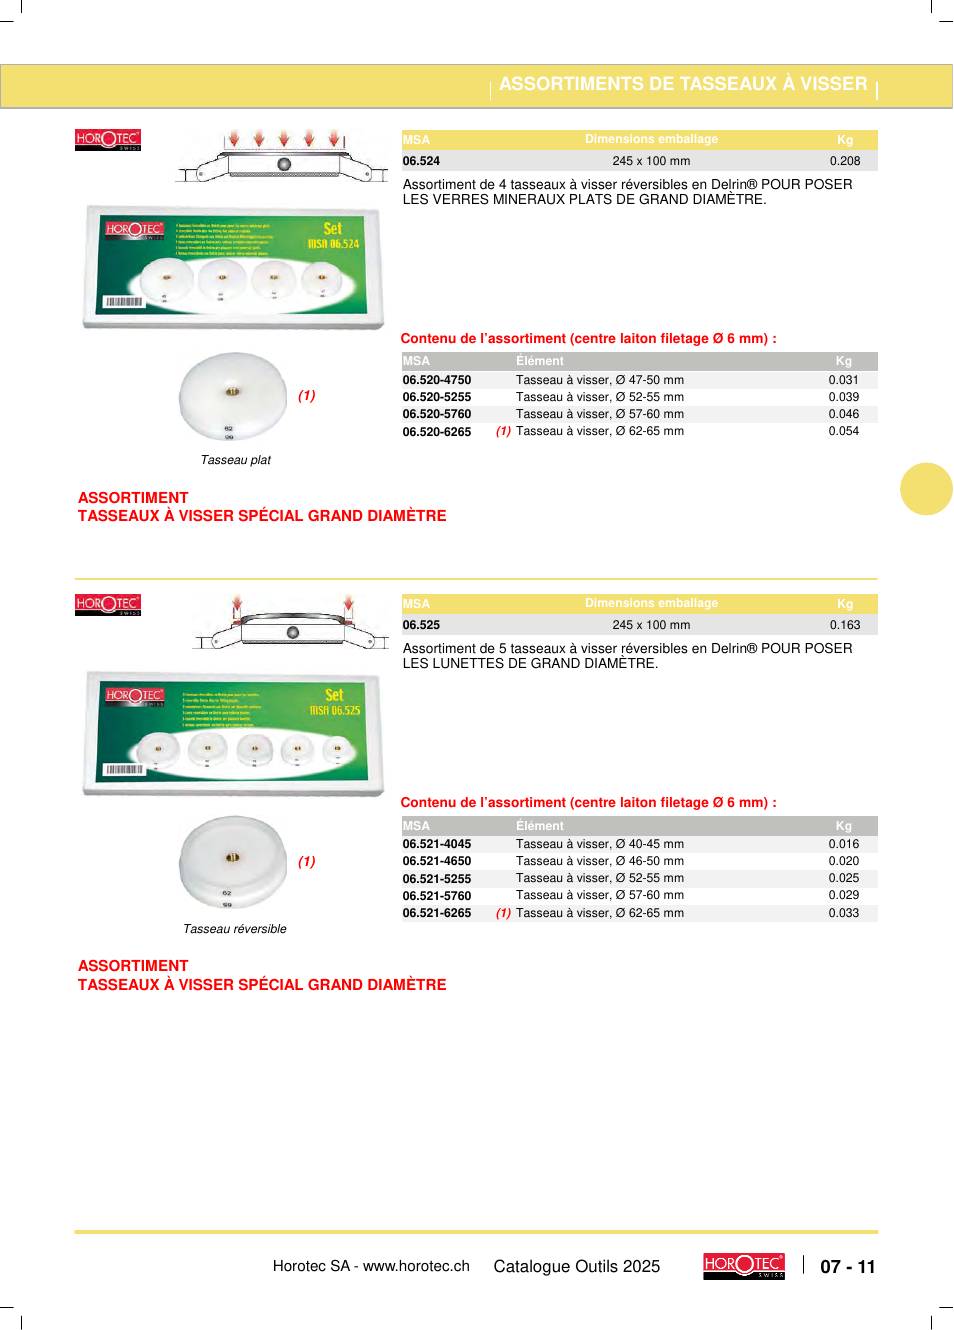 ASSORTIMENTS DE TASSEAUX À VISSER
HOROTEC®
SWISS
MSA Dimensions emballage Kg
06.524 245 x 100 mm 0.208
Assortiment de 4 tasseaux à visser réversibles en Delrin® POUR POSER
LES VERRES MINERAUX PLATS DE GRAND DIAMÈTRE.
HOROTEC®
SWISS
Set
MSA 06.524
Contenu de l’assortiment (centre laiton filetage Ø 6 mm) :
MSA Élément Kg
06.520-4750 Tasseau à visser, Ø 47-50 mm 0.031
06.520-5255 Tasseau à visser, Ø 52-55 mm 0.039
06.520-5760 Tasseau à visser, Ø 57-60 mm 0.046
06.520-6265 (1) Tasseau à visser, Ø 62-65 mm 0.054
(1)
62
Tasseau plat
ASSORTIMENT
TASSEAUX À VISSER SPÉCIAL GRAND DIAMÈTRE
HOROTEC®
SWISS
MSA Dimensions emballage Kg
06.525 245 x 100 mm 0.163
Assortiment de 5 tasseaux à visser réversibles en Delrin® POUR POSER
LES LUNETTES DE GRAND DIAMÈTRE.
HOROTEC®
SWISS
Set
MSA 06.525
Contenu de l’assortiment (centre laiton filetage Ø 6 mm) :
MSA Élément Kg
06.521-4045 Tasseau à visser, Ø 40-45 mm 0.016
06.521-4650 Tasseau à visser, Ø 46-50 mm 0.020
06.521-5255 Tasseau à visser, Ø 52-55 mm 0.025
06.521-5760 Tasseau à visser, Ø 57-60 mm 0.029
06.521-6265 (1) Tasseau à visser, Ø 62-65 mm 0.033
(1)
62
Tasseau réversible
ASSORTIMENT
TASSEAUX À VISSER SPÉCIAL GRAND DIAMÈTRE
Horotec SA - www.horotec.ch Catalogue Outils 2025 HOROTEC® SWISS 07 - 11